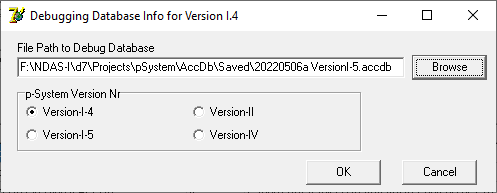 Debugging Database Info for Version I.4
File Path to Debug Database
F:\NDAS-I\d7\Projects\pSystem\AccDb\Saved\20220506a VersionI-5.accdb
Browse
p-System Version Nr
Version-I-4
Version-II
Version-I-5
Version-IV
OK
Cancel